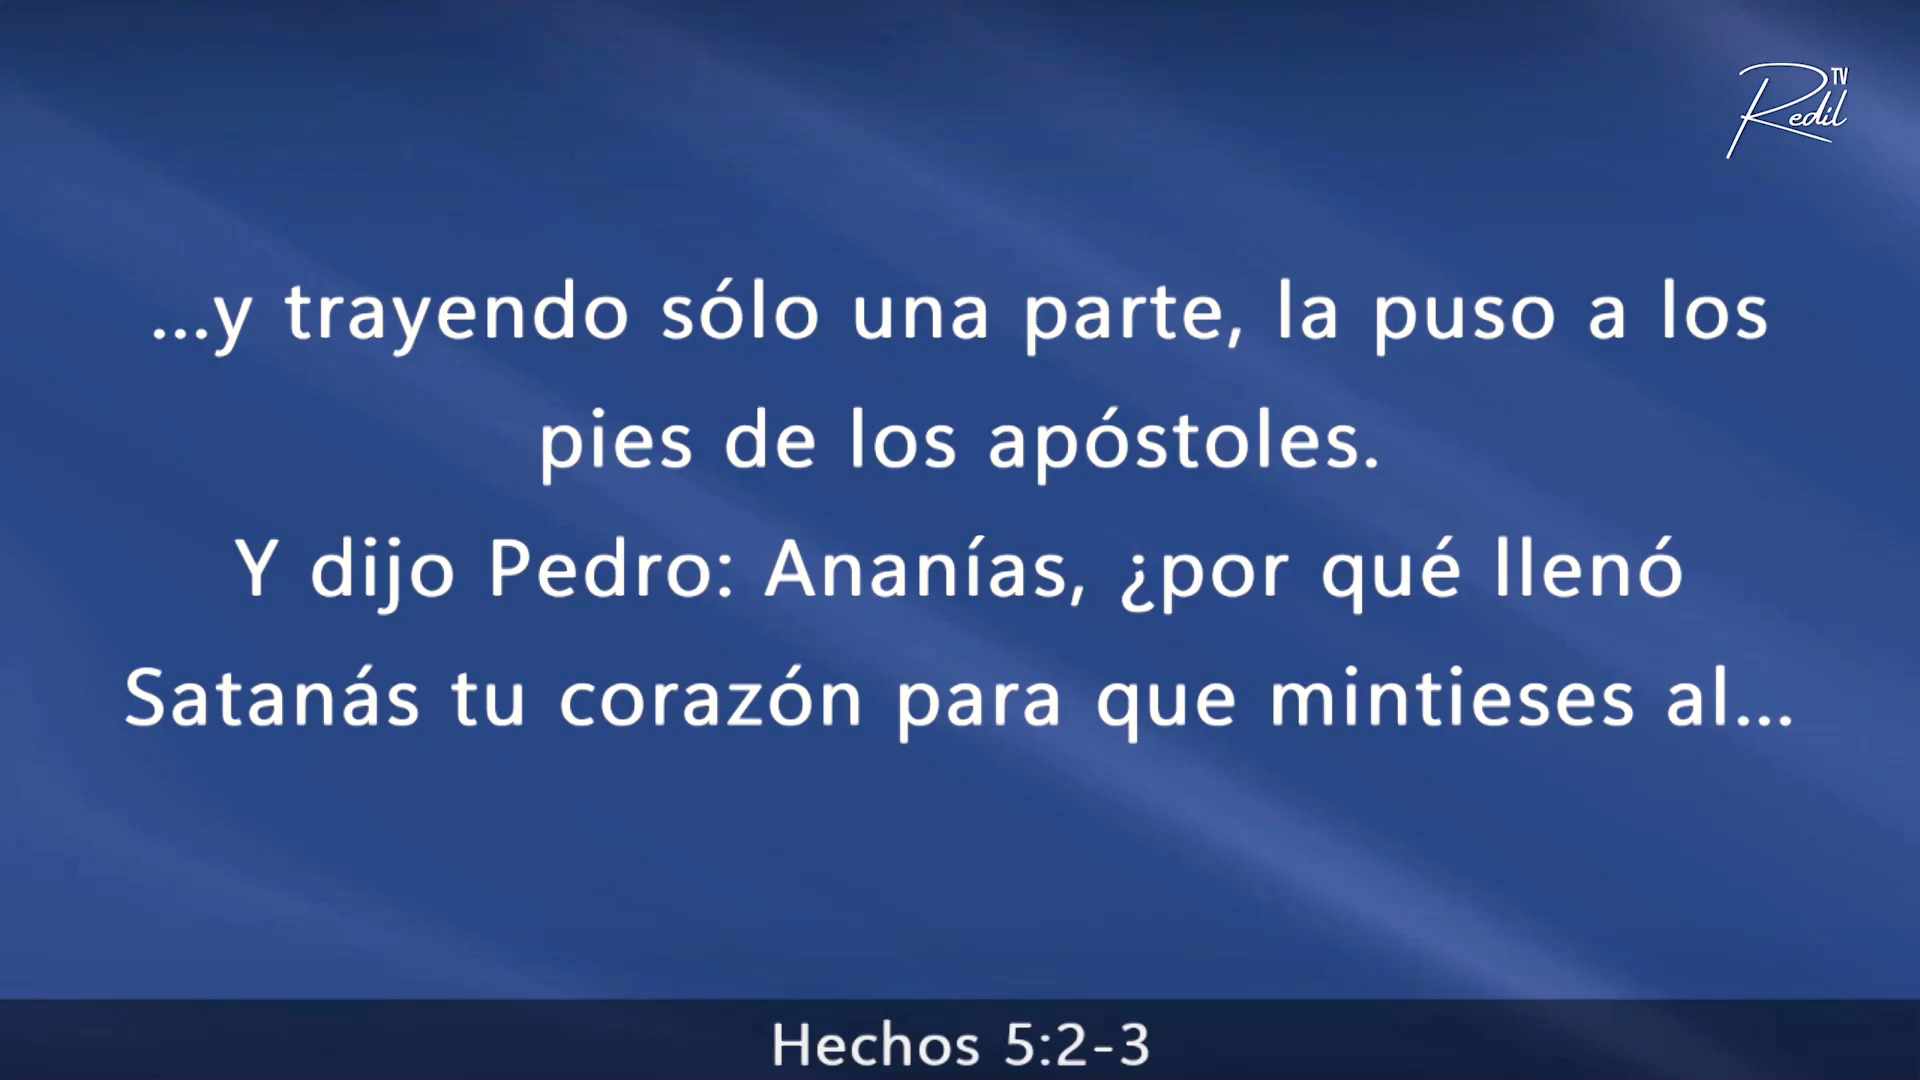 TV
Redil
...y trayendo sólo una parte, la puso a los
pies de los apóstoles.
Y dijo Pedro: Ananías, ¿por qué llenó
Satanás tu corazón para que mintieses al...
Hechos 5:2-3